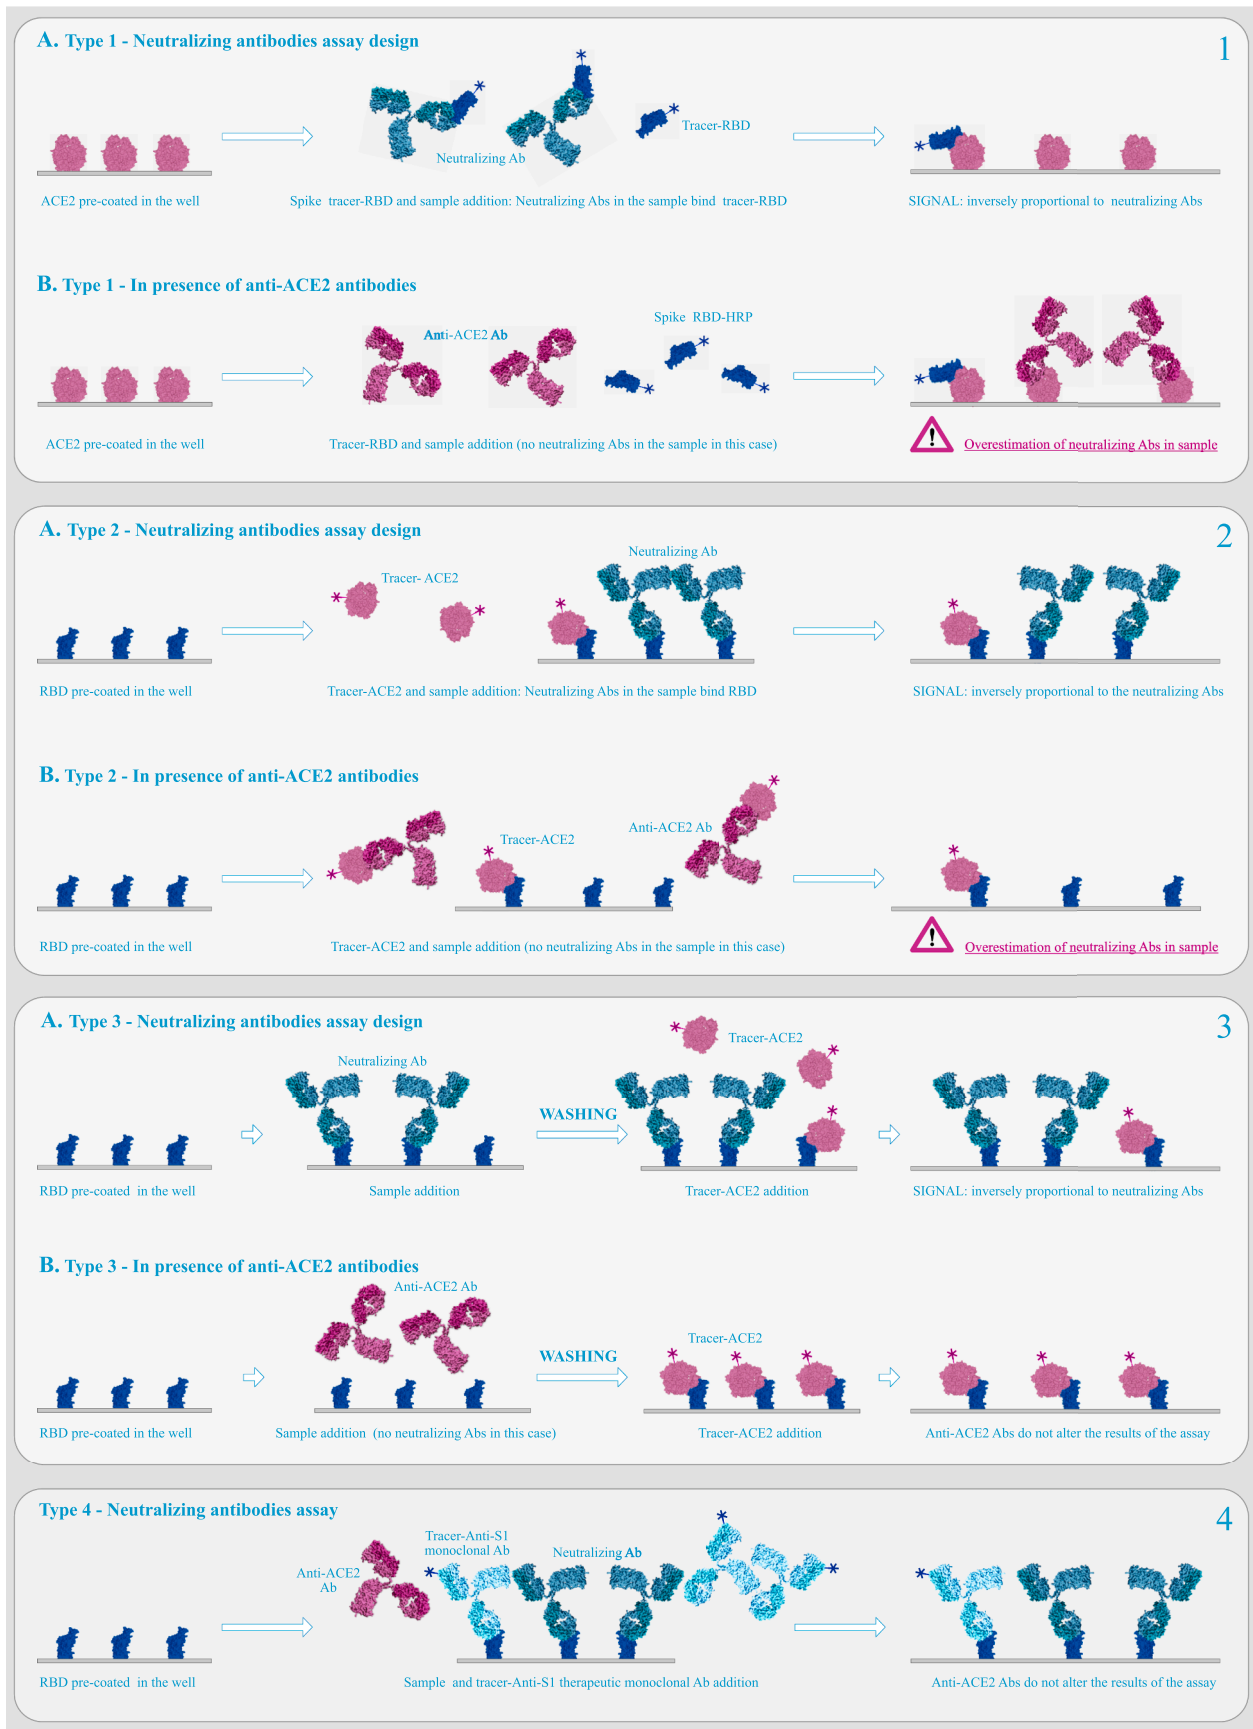 A. Type 1 - Neutralizing antibodies assay design
1
Tracer-RBD
Neutralizing Ab
ACE2 pre-coated in the well
Spike tracer-RBD and sample addition: Neutralizing Abs in the sample bind tracer-RBD
SIGNAL: inversely proportional to neutralizing Abs
B. Type 1 - In presence of anti-ACE2 antibodies
Anti-ACE2 Ab
Spike RBD-HRP
ACE2 pre-coated in the well
Tracer-RBD and sample addition (no neutralizing Abs in the sample in this case)
!
Overestimation of neutralizing Abs in sample
A. Type 2 - Neutralizing antibodies assay design
2
Neutralizing Ab
Tracer- ACE2
RBD pre-coated in the well
Tracer-ACE2 and sample addition: Neutralizing Abs in the sample bind RBD
SIGNAL: inversely proportional to the neutralizing Abs
B. Type 2 - In presence of anti-ACE2 antibodies
Tracer-ACE2
Anti-ACE2 Ab
RBD pre-coated in the well
Tracer-ACE2 and sample addition (no neutralizing Abs in the sample in this case)
!
Overestimation of neutralizing Abs in sample
A. Type 3 - Neutralizing antibodies assay design
3
Neutralizing Ab
Tracer-ACE2
WASHING
RBD pre-coated in the well
Sample addition
Tracer-ACE2 addition
SIGNAL: inversely proportional to neutralizing Abs
B. Type 3 - In presence of anti-ACE2 antibodies
Anti-ACE2 Ab
WASHING
Tracer-ACE2
RBD pre-coated in the well
Sample addition (no neutralizing Abs in this case)
Tracer-ACE2 addition
Anti-ACE2 Abs do not alter the results of the assay
Type 4 - Neutralizing antibodies assay
4
Anti-ACE2
Ab
Tracer-Anti-S1
monoclonal Ab
Neutralizing Ab
RBD pre-coated in the well
Sample and tracer-Anti-S1 therapeutic monoclonal Ab addition
Anti-ACE2 Abs do not alter the results of the assay